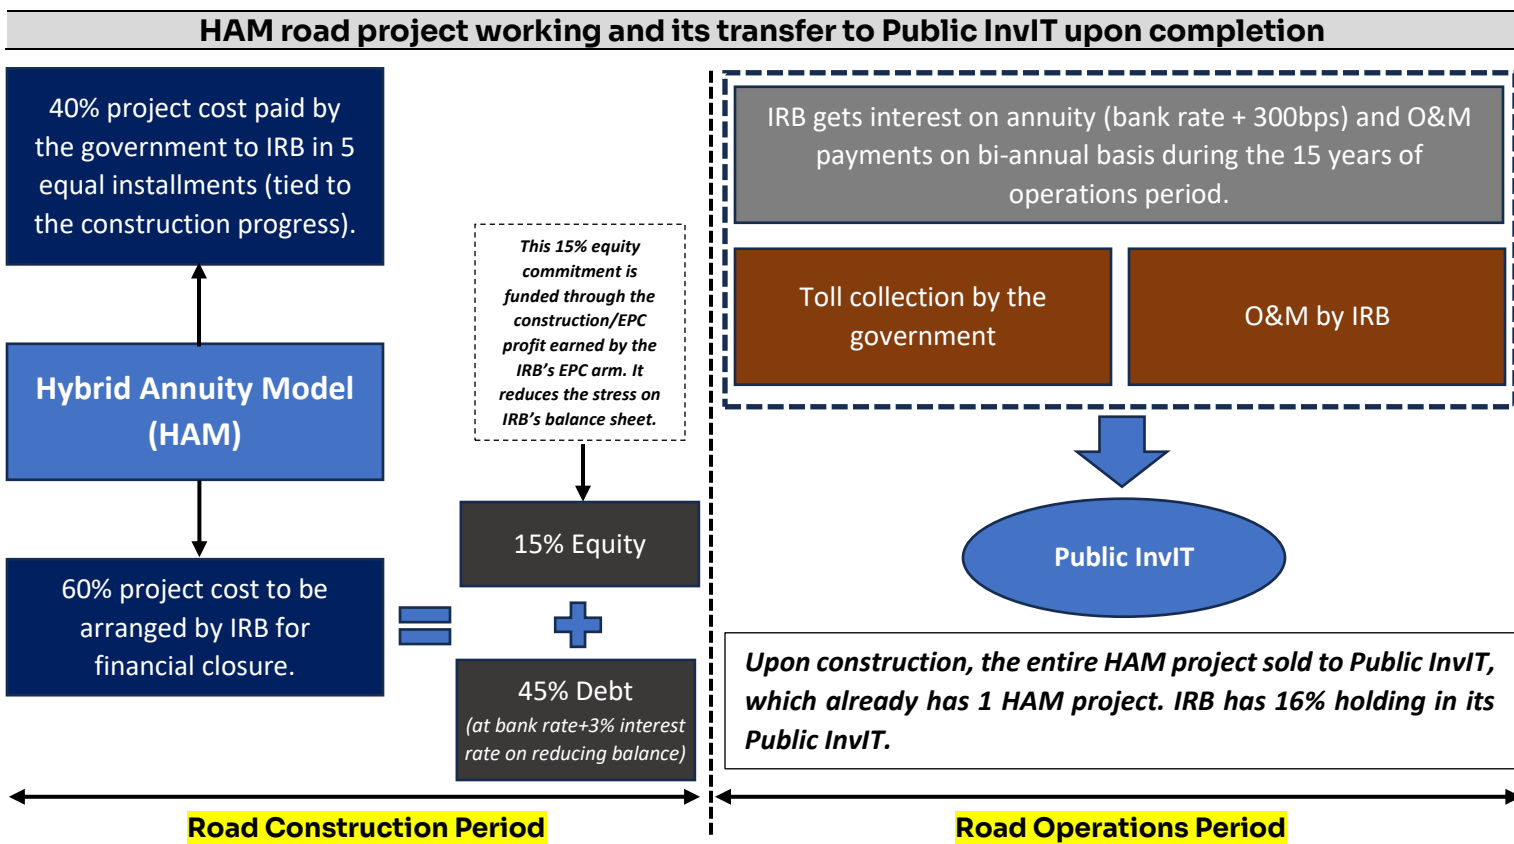 HAM road project working and its transfer to Public InvIT upon completion
40% project cost paid by
the government to IRB in 5
equal installments (tied to
the construction progress).
Hybrid Annuity Model
(HAM)
60% project cost to be
arranged by IRB for
financial closure.
This 15% equity
commitment is
funded through the
construction/EPC
profit earned by the
IRB's EPC arm. It
reduces the stress on
IRB's balance sheet.
15% Equity
45% Debt
(at bank rate+3% interest
rate on reducing balance)
Road Construction Period
IRB gets interest on annuity (bank rate + 300bps) and O&M
payments on bi-annual basis during the 15 years of
operations period.
Toll collection by the
government
O&M by IRB
Public InvIT
Upon construction, the entire HAM project sold to Public InvIT,
which already has 1 HAM project. IRB has 16% holding in its
Public InvIT.
Road Operations Period